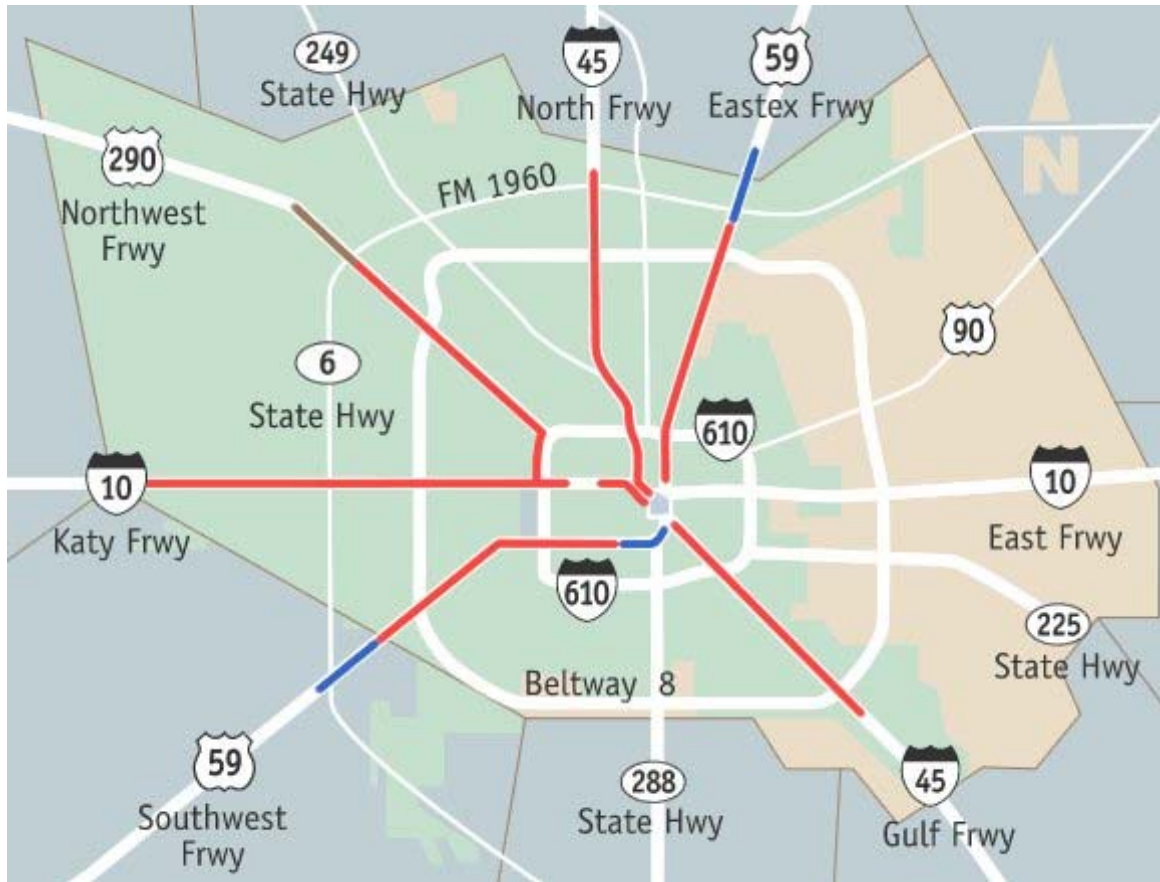 249
State Hwy
45
North Frwy
59
Eastex Frwy
290
Northwest
Frwy
FM 1960
N
90
6
State Hwy
610
10
Katy Frwy
10
East Frwy
610
225
State Hwy
Beltway 8
59
Southwest
Frwy
288
State Hwy
45
Gulf Frwy